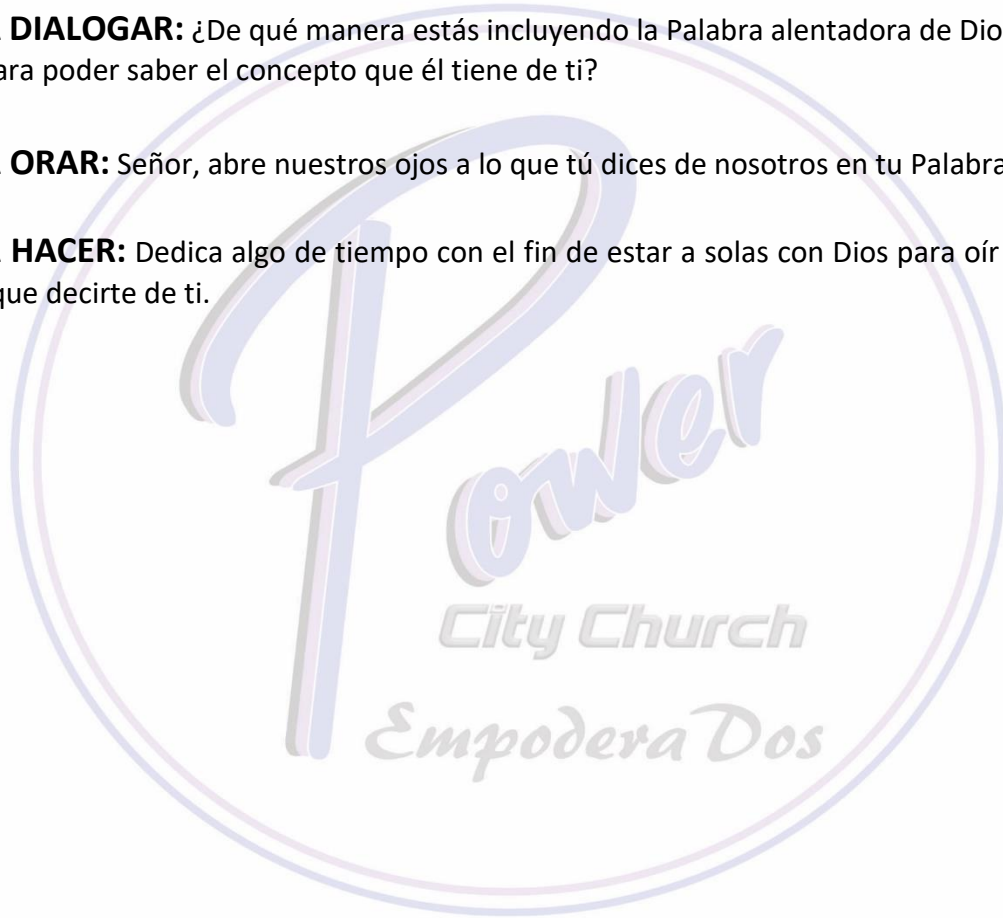 DIALOGAR: ¿De qué manera estás incluyendo la Palabra alentadora de Dio
ara poder saber el concepto que él tiene de ti?
ORAR: Señor, abre nuestros ojos a lo que tú dices de nosotros en tu Palabra
HACER: Dedica algo de tiempo con el fin de estar a solas con Dios para oír
que decirte de ti.
Power
City Church
EmpoderaDos